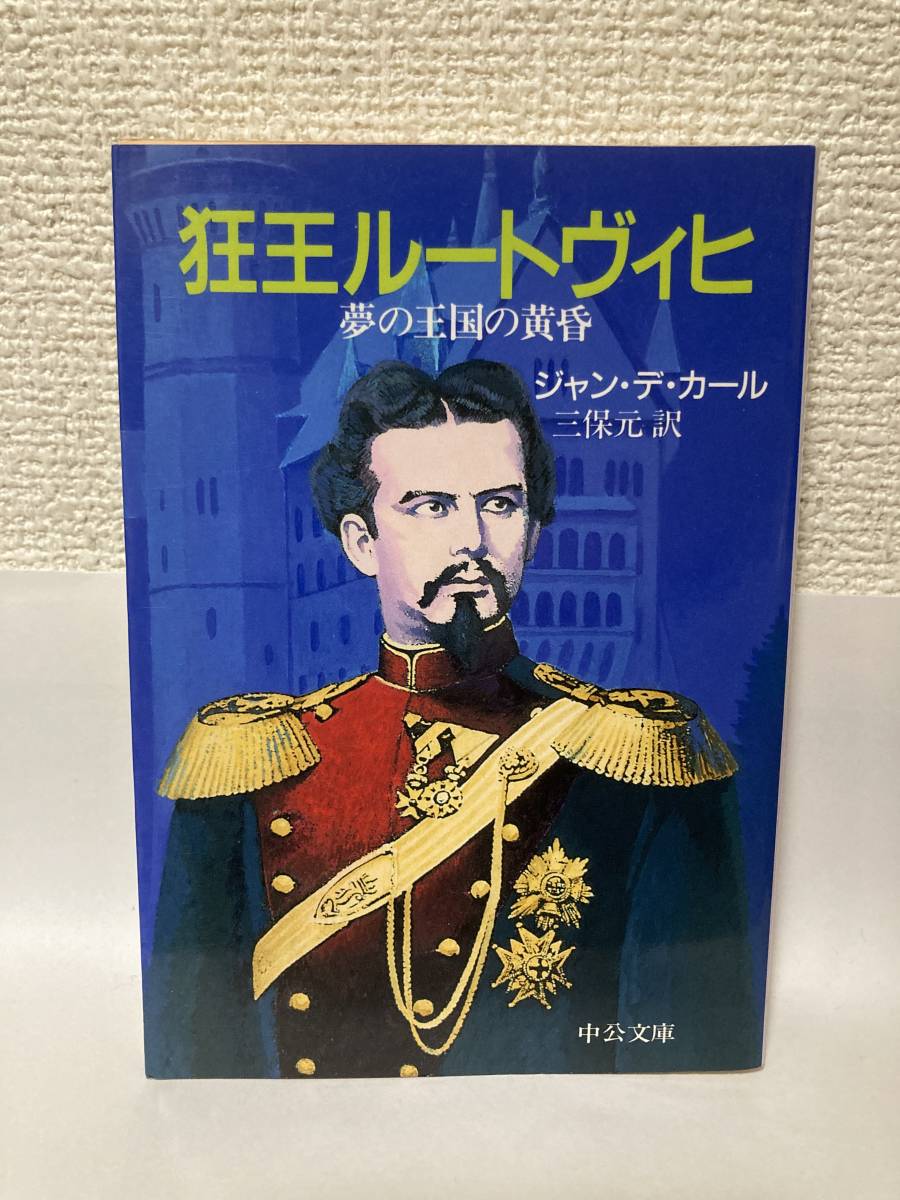 狂王ルートヴィヒ
夢の王国の黄昏
ジャン・デ・カール
三保元 訳
中公文庫